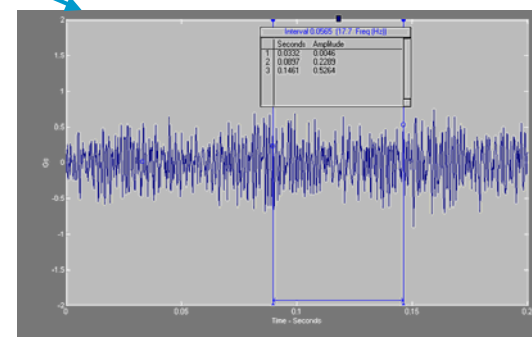 Interval 0.0565 (17.7 Freq (Hz))
Seconds Amplitude
1 0.0332 0.0046
2 0.0897 0.2289
3 0.1461 0.5264
2
1.5
1
0.5
0
-0.5
-1
-1.5
-2
Gs
0 0.05 0.1 0.15 0.2
Time - Seconds